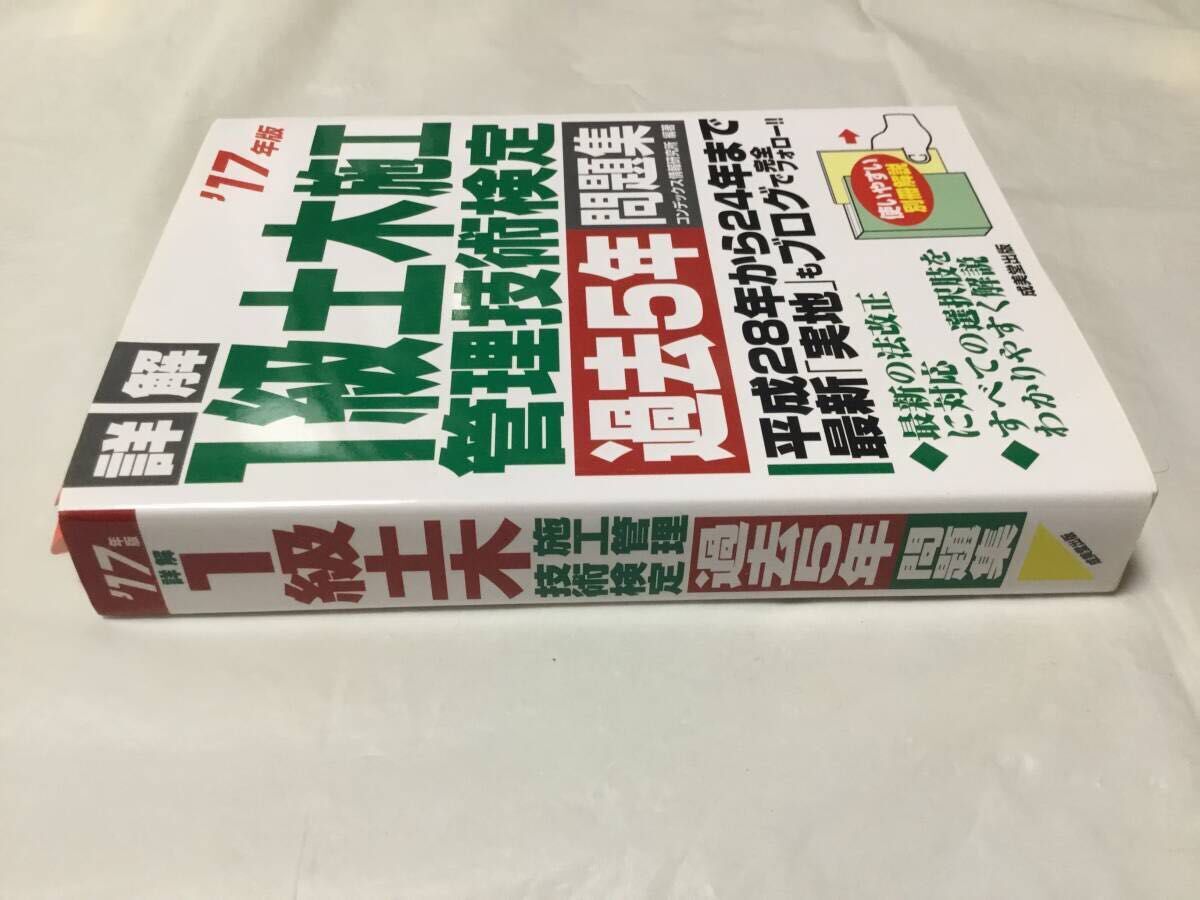 '17年版
詳解
1級土木施工
管理技術検定
過去5年
問題集
コンデックス情報研究所 編著
平成28年から24年まで
最新「実地」もブログで完全フォロー!!
◆最新の法改正
に対応
◆すべての選択肢を
わかりやすく解説
使いやすい
別冊解説
成美堂出版
'17年版
詳解
1級土木
施工管理
技術検定
過去5年
問題集
成美堂出版